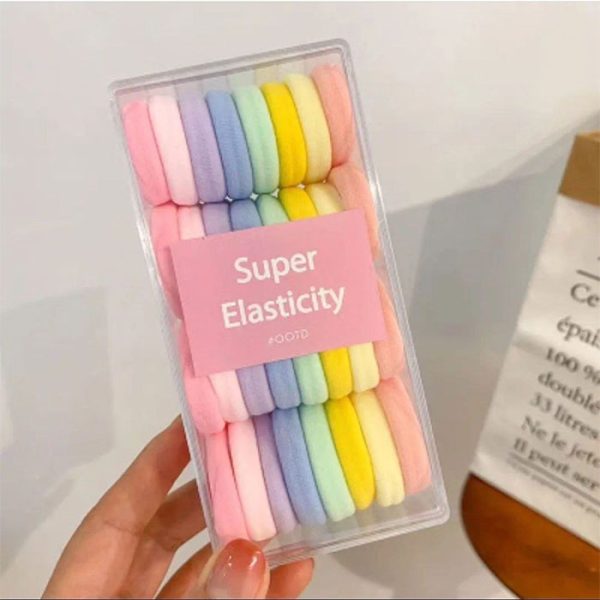 Super
Elasticity
#OOTD
Ce
épais
100 %
doublé
33 litres
Ne le jete
Il peut ser